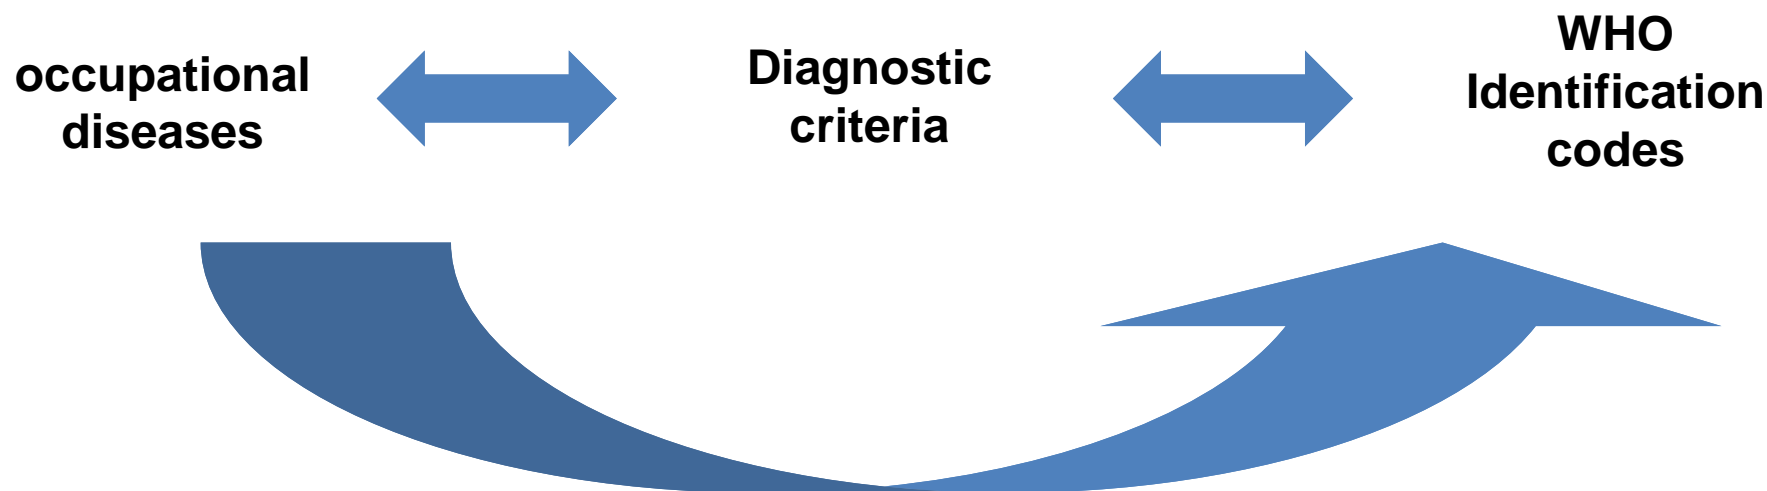 occupational
diseases
Diagnostic
criteria
WHO
Identification
codes